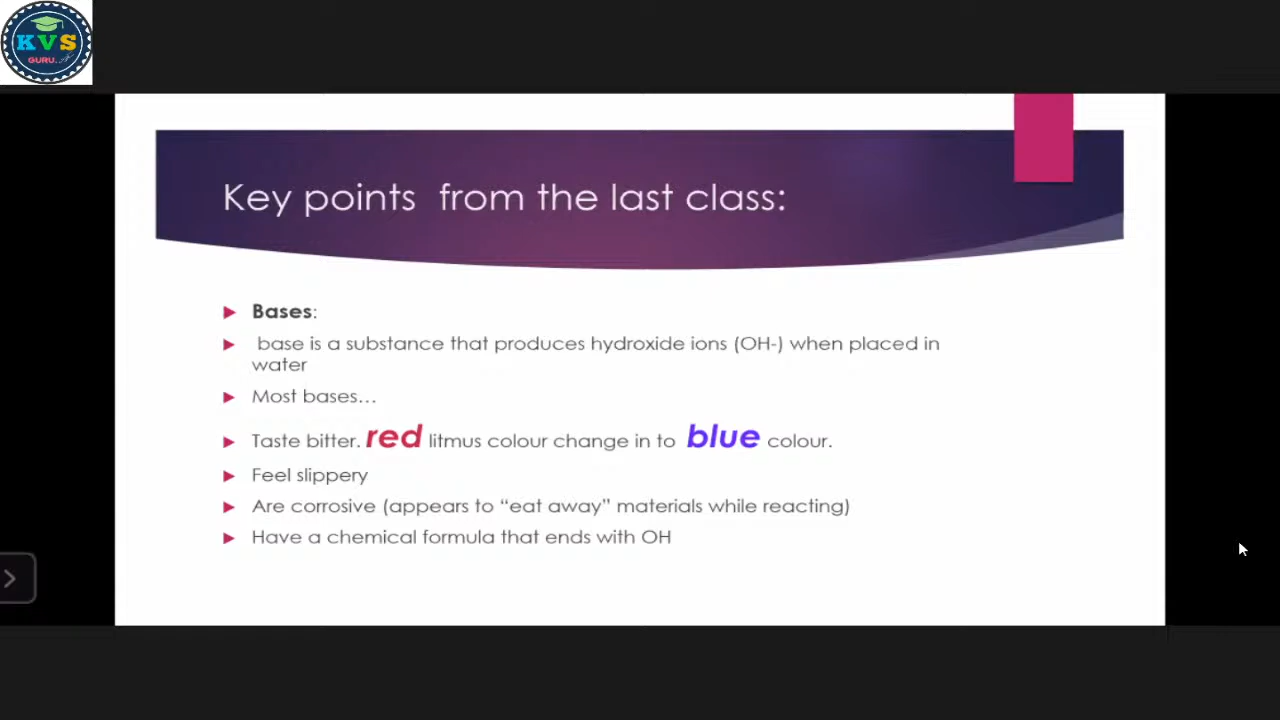 KVS
GURU
Key points from the last class:
Bases:
base is a substance that produces hydroxide ions (OH-) when placed in
water
Most bases…
Taste bitter. red litmus colour change in to blue colour.
Feel slippery
Are corrosive (appears to “eat away” materials while reacting)
Have a chemical formula that ends with OH